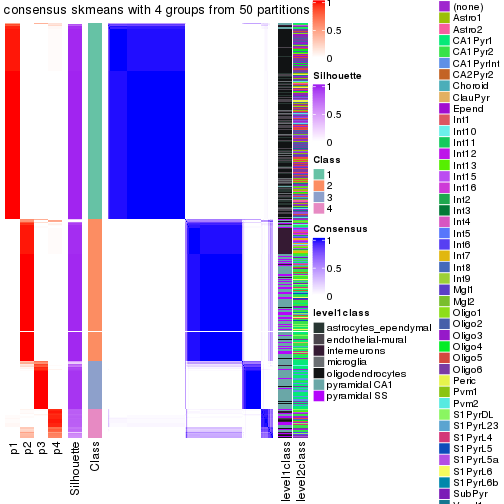 consensus skmeans with 4 groups from 50 partitions
1
0.5
0
Silhouette
1
0.5
0
Class
1
2
3
4
Consensus
1
0.5
0
level1class
astrocytes_ependymal
endothelial-mural
interneurons
microglia
oligodendrocytes
pyramidal CA1
pyramidal SS
(none)
Astro1
Astro2
CA1Pyr1
CA1Pyr2
CA1PyrInt
CA2Pyr2
Choroid
ClauPyr
Epend
Int1
Int10
Int11
Int12
Int13
Int15
Int16
Int2
Int3
Int4
Int5
Int6
Int7
Int8
Int9
Mgl1
Mgl2
Oligo1
Oligo2
Oligo3
Oligo4
Oligo5
Oligo6
Peric
Pvm1
Pvm2
S1PyrDL
S1PyrL23
S1PyrL4
S1PyrL5
S1PyrL5a
S1PyrL6
S1PyrL6b
SubPyr
p1
p2
p3
p4
Silhouette
Class
level1class
level2class